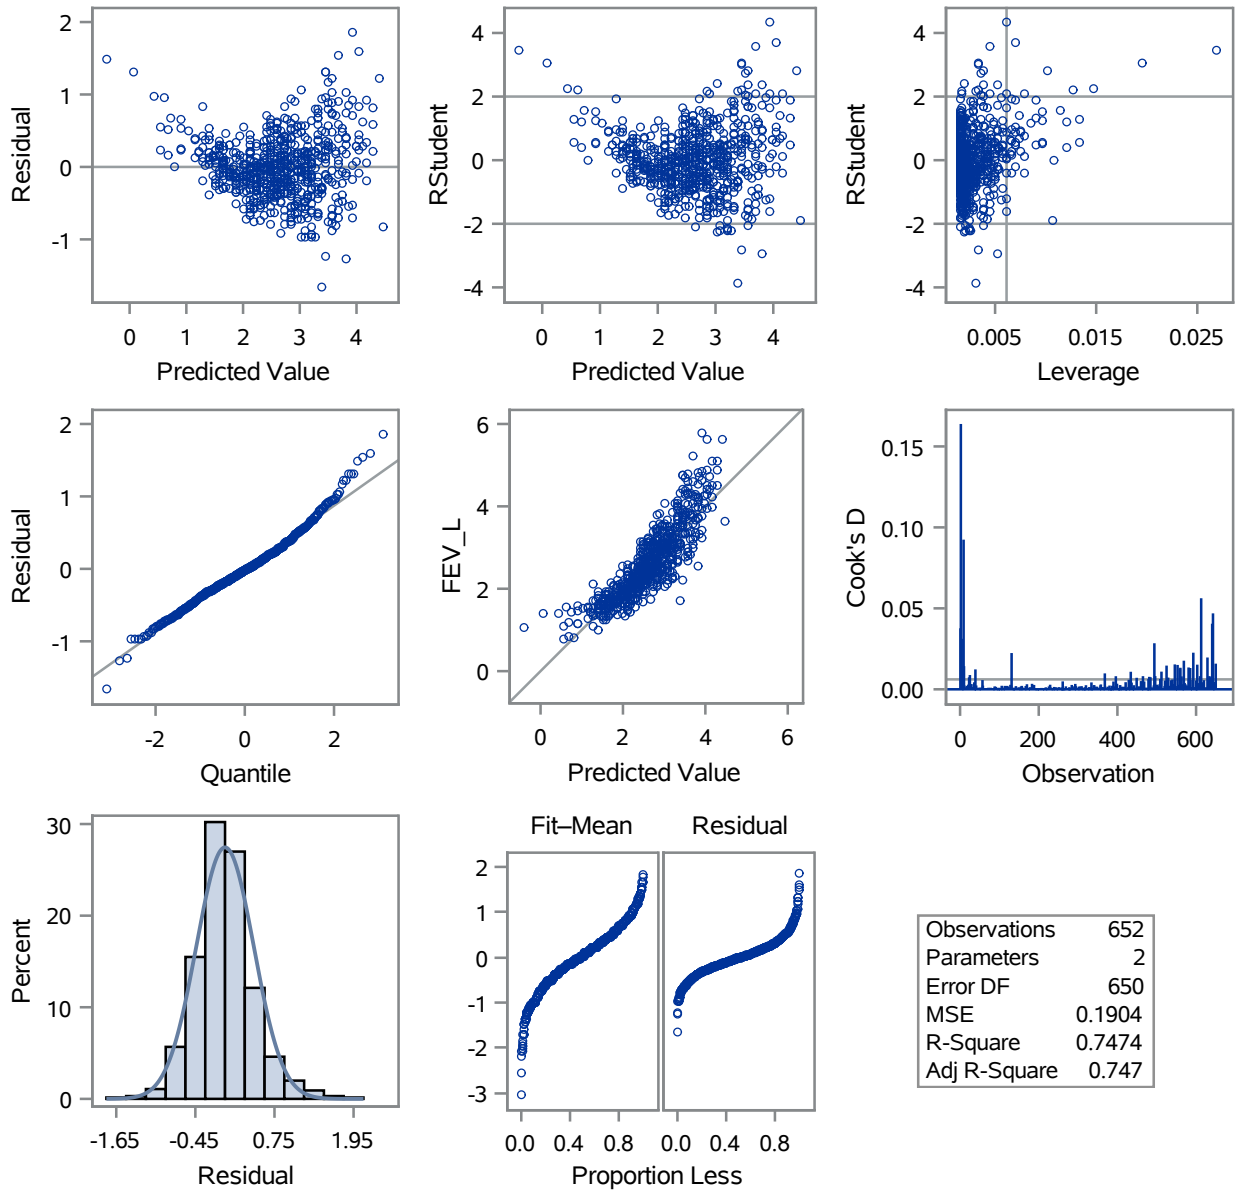 2
1
0
-1
Residual
0 1 2 3 4
Predicted Value
4
2
0
-2
-4
RStudent
0 1 2 3 4
Predicted Value
4
2
0
-2
-4
RStudent
0.005 0.015 0.025
Leverage
2
1
0
-1
Residual
-2 0 2
Quantile
6
4
2
0
FEV_L
0 2 4 6
Predicted Value
0.15
0.10
0.05
0.00
Cook's D
0 200 400 600
Observation
30
20
10
0
Percent
-1.65 -0.45 0.75 1.95
Residual
Fit–Mean Residual
2
1
0
-1
-2
-3
0.0 0.4 0.8 0.0 0.4 0.8
Proportion Less
Observations 652
Parameters 2
Error DF 650
MSE 0.1904
R-Square 0.7474
Adj R-Square 0.747